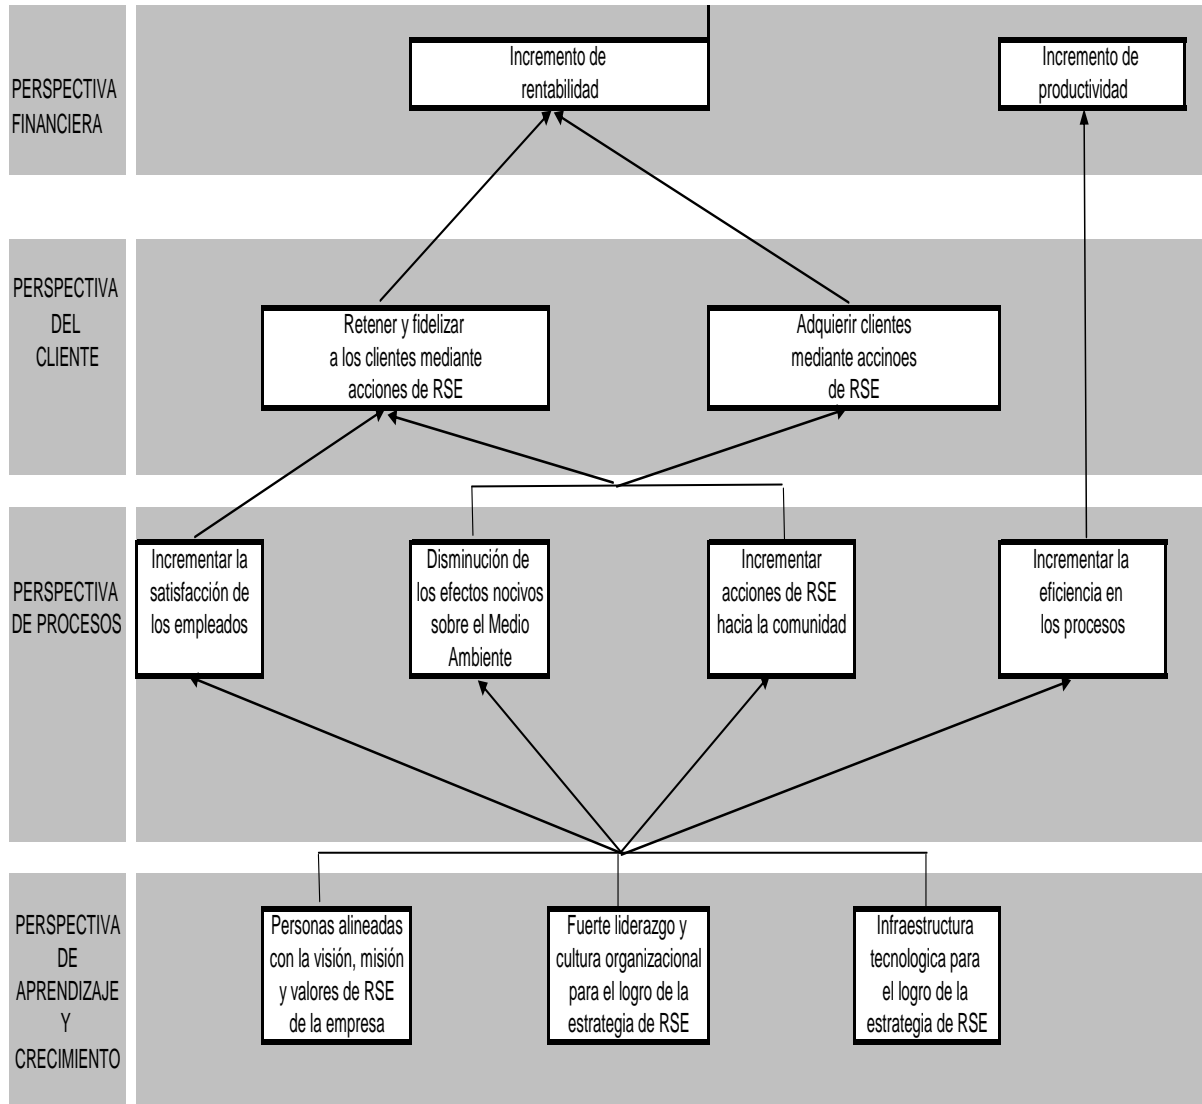 PERSPECTIVA
FINANCIERA
Incremento de
rentabilidad
Incremento de
productividad
PERSPECTIVA
DEL
CLIENTE
Retener y fidelizar
a los clientes mediante
acciones de RSE
Adquierir clientes
mediante accinoes
de RSE
PERSPECTIVA
DE PROCESOS
Incrementar la
satisfacción de
los empleados
Disminución de
los efectos nocivos
sobre el Medio
Ambiente
Incrementar
acciones de RSE
hacia la comunidad
Incrementar la
eficiencia en
los procesos
PERSPECTIVA
DE
APRENDIZAJE
Y
CRECIMIENTO
Personas alineadas
con la visión, misión
y valores de RSE
de la empresa
Fuerte liderazgo y
cultura organizacional
para el logro de la
estrategia de RSE
Infraestructura
tecnologica para
el logro de la
estrategia de RSE